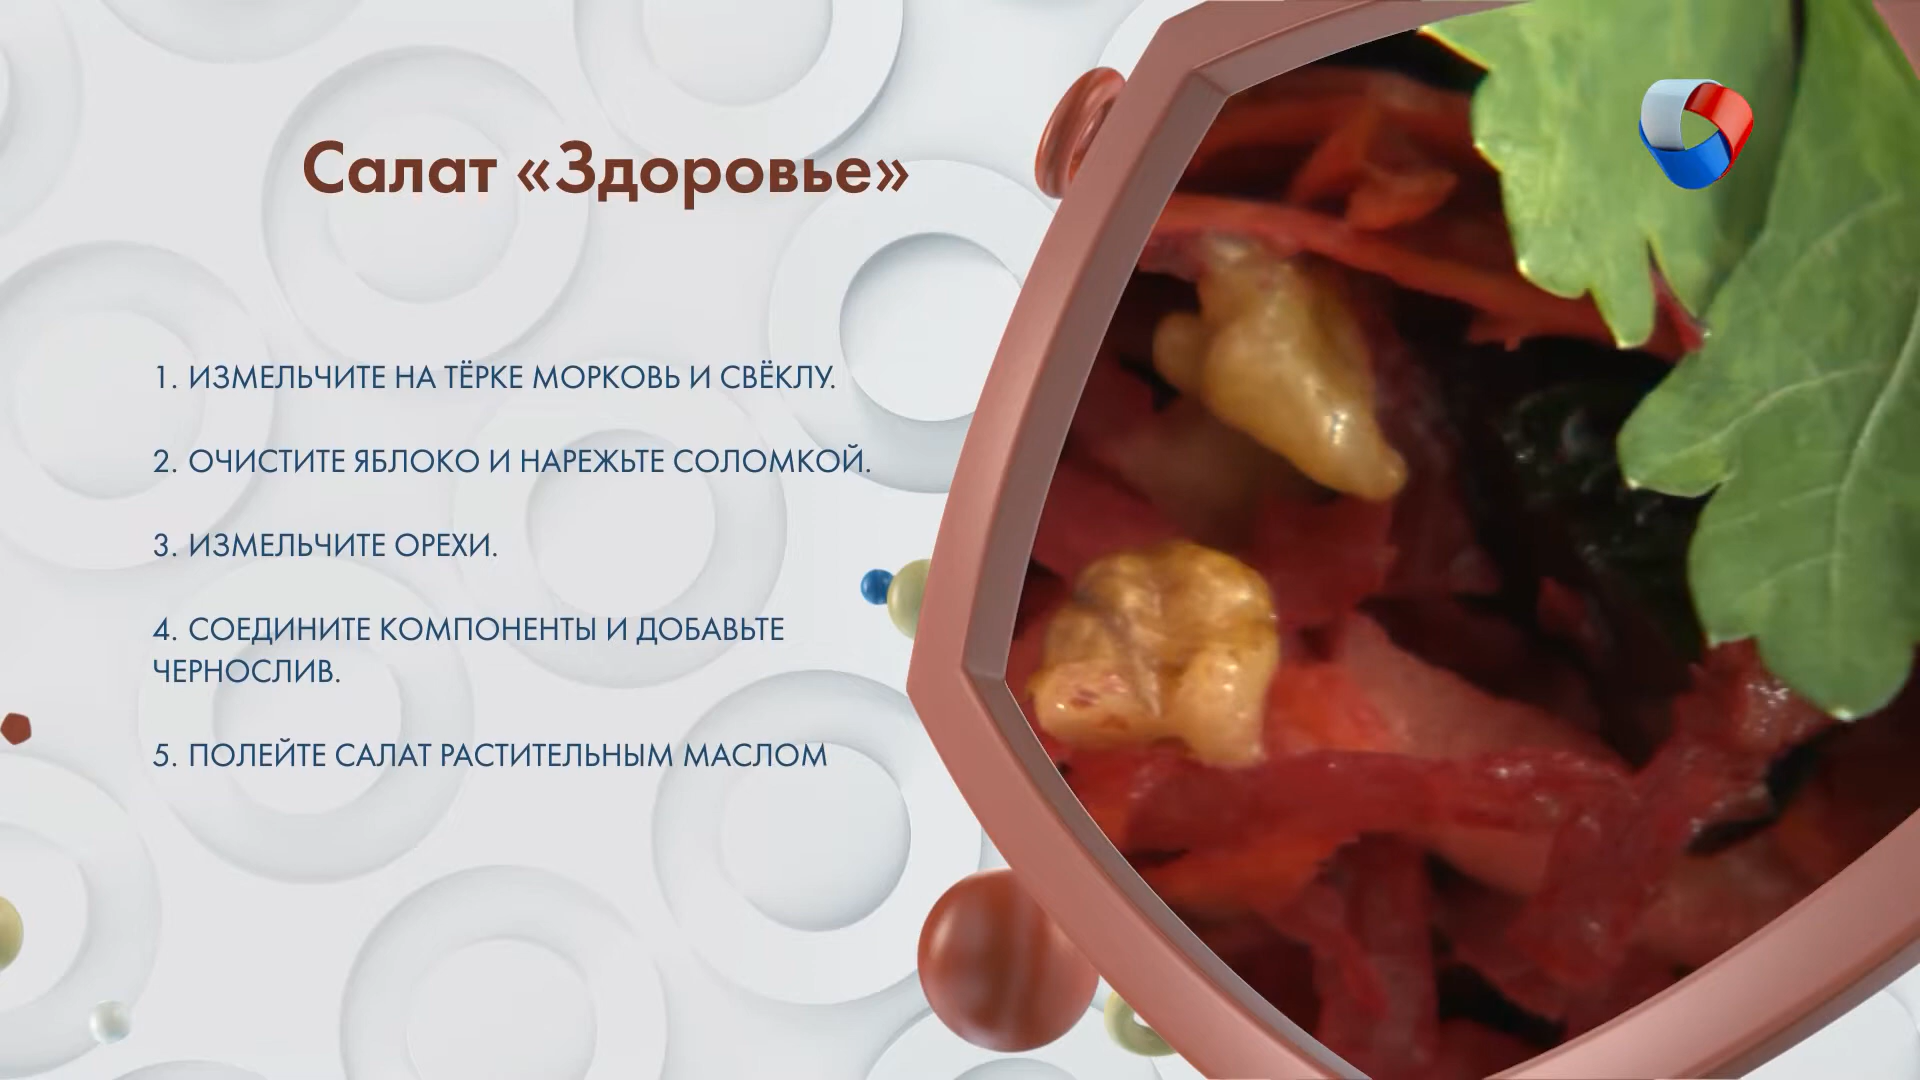 Салат «Здоровье»
1. ИЗМЕЛЬЧИТЕ НА ТЁРКЕ МОРКОВЬ И СВЁКЛУ.
2. ОЧИСТИТЕ ЯБЛОКО И НАРЕЖЬТЕ СОЛОМКОЙ.
3. ИЗМЕЛЬЧИТЕ ОРЕХИ.
4. СОЕДИНИТЕ КОМПОНЕНТЫ И ДОБАВЬТЕ
ЧЕРНОСЛИВ.
5. ПОЛЕЙТЕ САЛАТ РАСТИТЕЛЬНЫМ МАСЛОМ